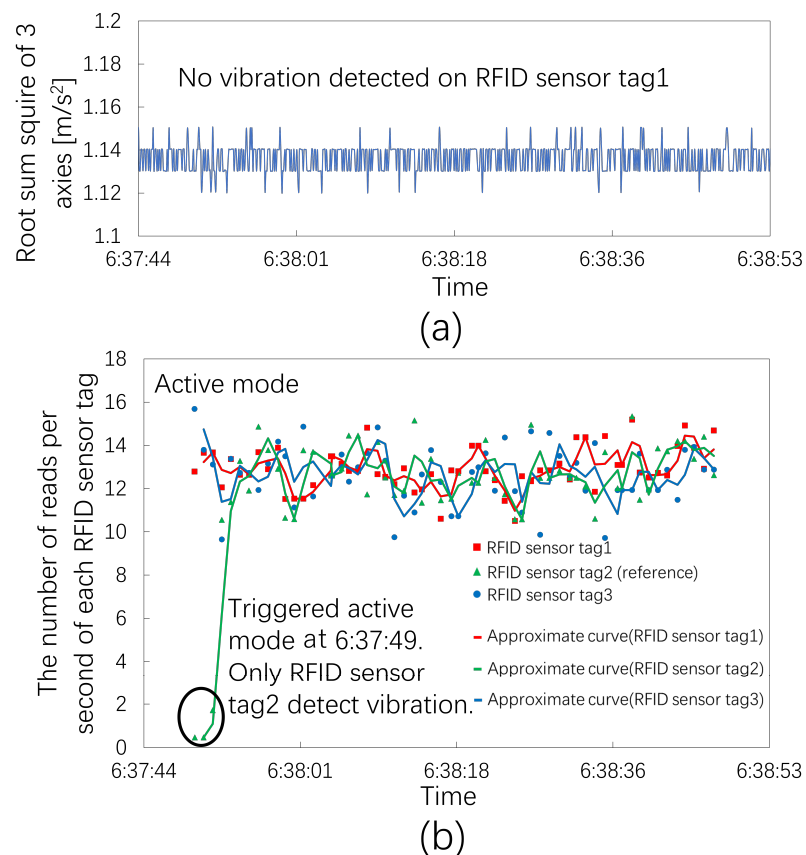 1.2
1.18
1.16
1.14
1.12
1.1
Root sum squire of 3
axies [m/s²]
No vibration detected on RFID sensor tag1
6:37:44 6:38:01 6:38:18 6:38:36 6:38:53
Time
(a)
18
16
14
12
10
8
6
4
2
0
The number of reads per
second of each RFID sensor tag
Active mode
RFID sensor tag1
RFID sensor tag2 (reference)
RFID sensor tag3
Approximate curve(RFID sensor tag1)
Approximate curve(RFID sensor tag2)
Approximate curve(RFID sensor tag3)
Triggered active
mode at 6:37:49.
Only RFID sensor
tag2 detect vibration.
6:37:44 6:38:01 6:38:18 6:38:36 6:38:53
Time
(b)